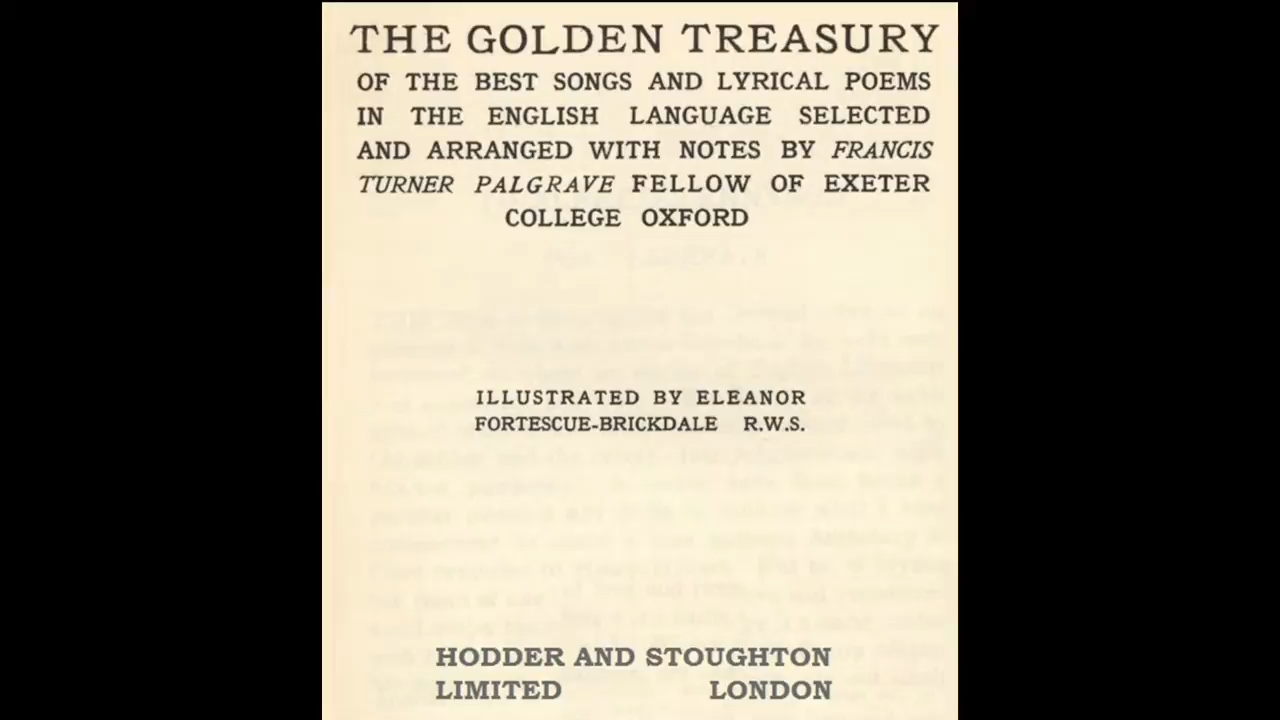 THE GOLDEN TREASURY
OF THE BEST SONGS AND LYRICAL POEMS
IN THE ENGLISH LANGUAGE SELECTED
AND ARRANGED WITH NOTES BY FRANCIS
TURNER PALGRAVE FELLOW OF EXETER
COLLEGE OXFORD
ILLUSTRATED BY ELEANOR
FORTESCUE-BRICKDALE R.W.S.
HODDER AND STOUGHTON
LIMITED LONDON